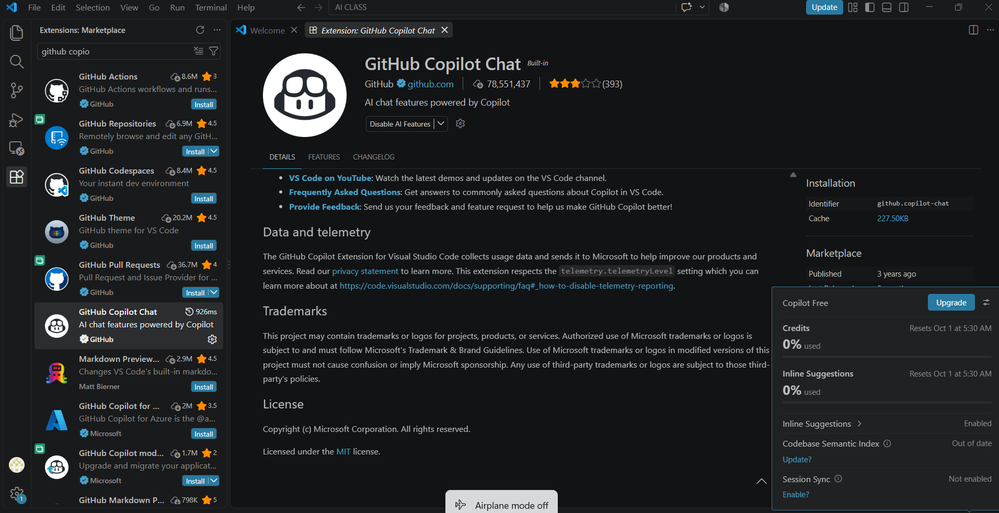 File Edit Selection View Go Run Terminal Help
AI CLASS
Update
Extensions: Marketplace
github copio
GitHub Actions 8.6M 3
GitHub Actions workflows and runs...
GitHub Install
GitHub Repositories 6.9M 4.5
Remotely browse and edit any GitH...
GitHub Install
GitHub Codespaces 8.4M 4.5
Your instant dev environment
GitHub Install
GitHub Theme 20.2M 4.5
GitHub theme for VS Code
GitHub Install
GitHub Pull Requests 36.7M 4
Pull Request and Issue Provider for ...
GitHub Install
GitHub Copilot Chat 926ms
AI chat features powered by Copilot
GitHub
Markdown Preview... 2.9M 4.5
Changes VS Code's built-in markdo...
Matt Bierner Install
GitHub Copilot for ... 2M 3.5
GitHub Copilot for Azure is the @a...
Microsoft Install
GitHub Copilot mod... 1.7M 2
Upgrade and migrate your applicat...
Microsoft Install
GitHub Markdown P... 798K 5
1
Welcome
Extension: GitHub Copilot Chat
GitHub Copilot Chat Built-in
GitHub github.com 78,551,437 (393)
AI chat features powered by Copilot
Disable AI Features
DETAILS FEATURES CHANGELOG
• VS Code on YouTube: Watch the latest demos and updates on the VS Code channel.
• Frequently Asked Questions: Get answers to commonly asked questions about Copilot in VS Code.
• Provide Feedback: Send us your feedback and feature request to help us make GitHub Copilot better!
Data and telemetry
The GitHub Copilot Extension for Visual Studio Code collects usage data and sends it to Microsoft to help improve our products and
services. Read our privacy statement to learn more. This extension respects the telemetry.telemetryLevel setting which you can
learn more about at https://code.visualstudio.com/docs/supporting/faq#_how-to-disable-telemetry-reporting.
Trademarks
This project may contain trademarks or logos for projects, products, or services. Authorized use of Microsoft trademarks or logos is
subject to and must follow Microsoft's Trademark & Brand Guidelines. Use of Microsoft trademarks or logos in modified versions of this
project must not cause confusion or imply Microsoft sponsorship. Any use of third-party trademarks or logos are subject to those third-
party's policies.
License
Copyright (c) Microsoft Corporation. All rights reserved.
Licensed under the MIT license.
Installation
Identifier github.copilot-chat
Cache 227.50KB
Marketplace
Published 3 years ago
Copilot Free Upgrade
Credits Resets Oct 1 at 5:30 AM
0% used
Inline Suggestions Resets Oct 1 at 5:30 AM
0% used
Inline Suggestions Enabled
Codebase Semantic Index Out of date
Update?
Session Sync Not enabled
Enable?
Airplane mode off